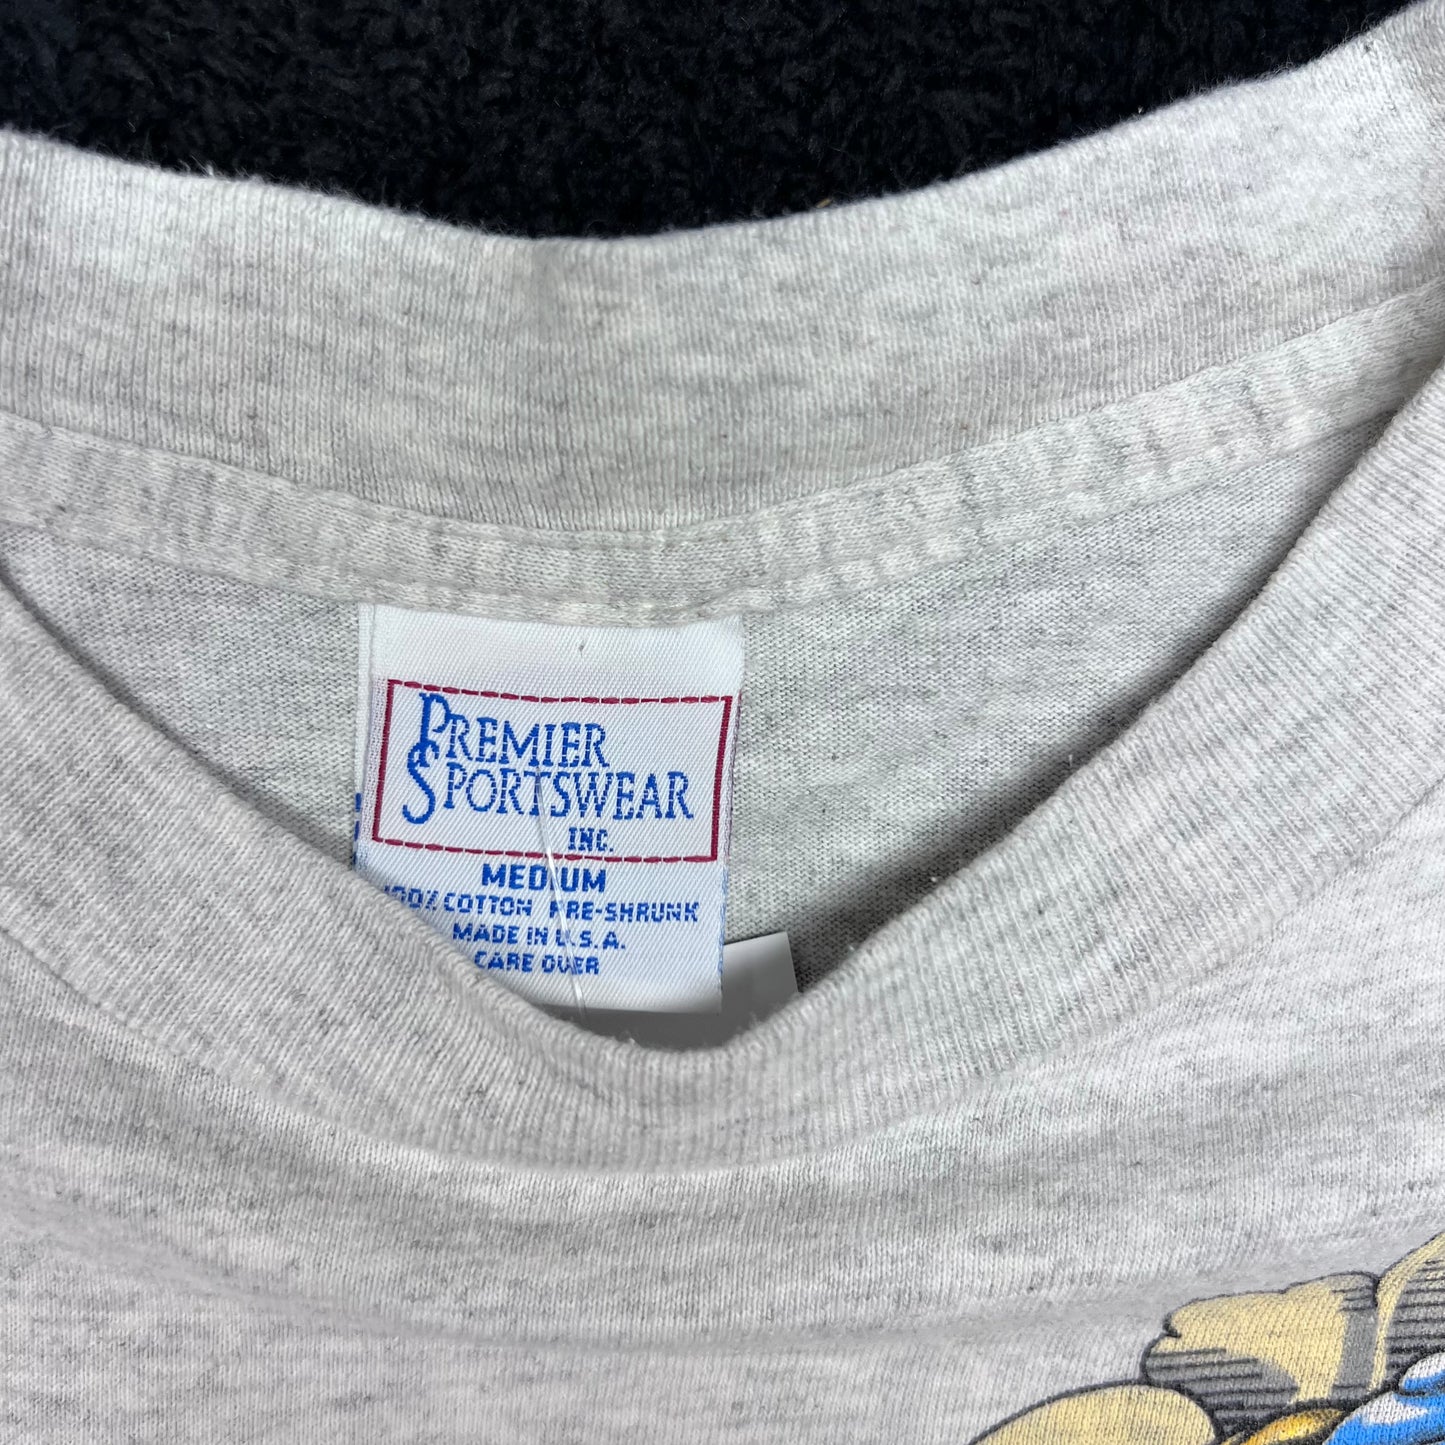 PREMIER
SPORTSWEAR
INC.
MEDIUM
100% COTTON PRE-SHRUNK
MADE IN U.S.A.
CARE OVER